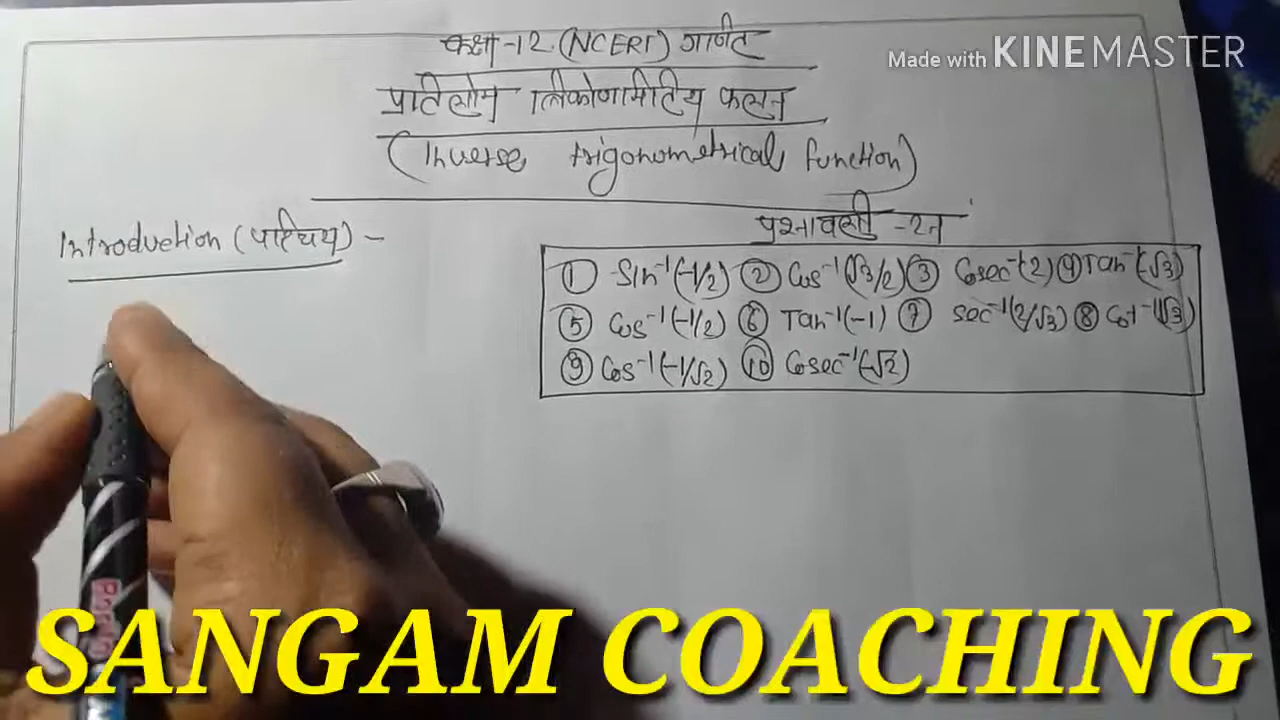 कक्षा-12.(NCERT) गणित
Made with KINEMASTER
प्रतिलोम त्रिकोणामीतिय फलन
(Inverse trigonometrical function)
Introduction (परिचय) -
प्रश्नावली -2.1
① Sin⁻¹(-1/2) ② Cos⁻¹(√3/2) ③ Cosec⁻¹(2) ④ Tan⁻¹(-√3)
⑤ Cos⁻¹(-1/2) ⑥ Tan⁻¹(-1) ⑦ sec⁻¹(2/√3) ⑧ Cot⁻¹(√3)
⑨ Cos⁻¹(-1/√2) ⑩ Cosec⁻¹(-√2)
SANGAM COACHING